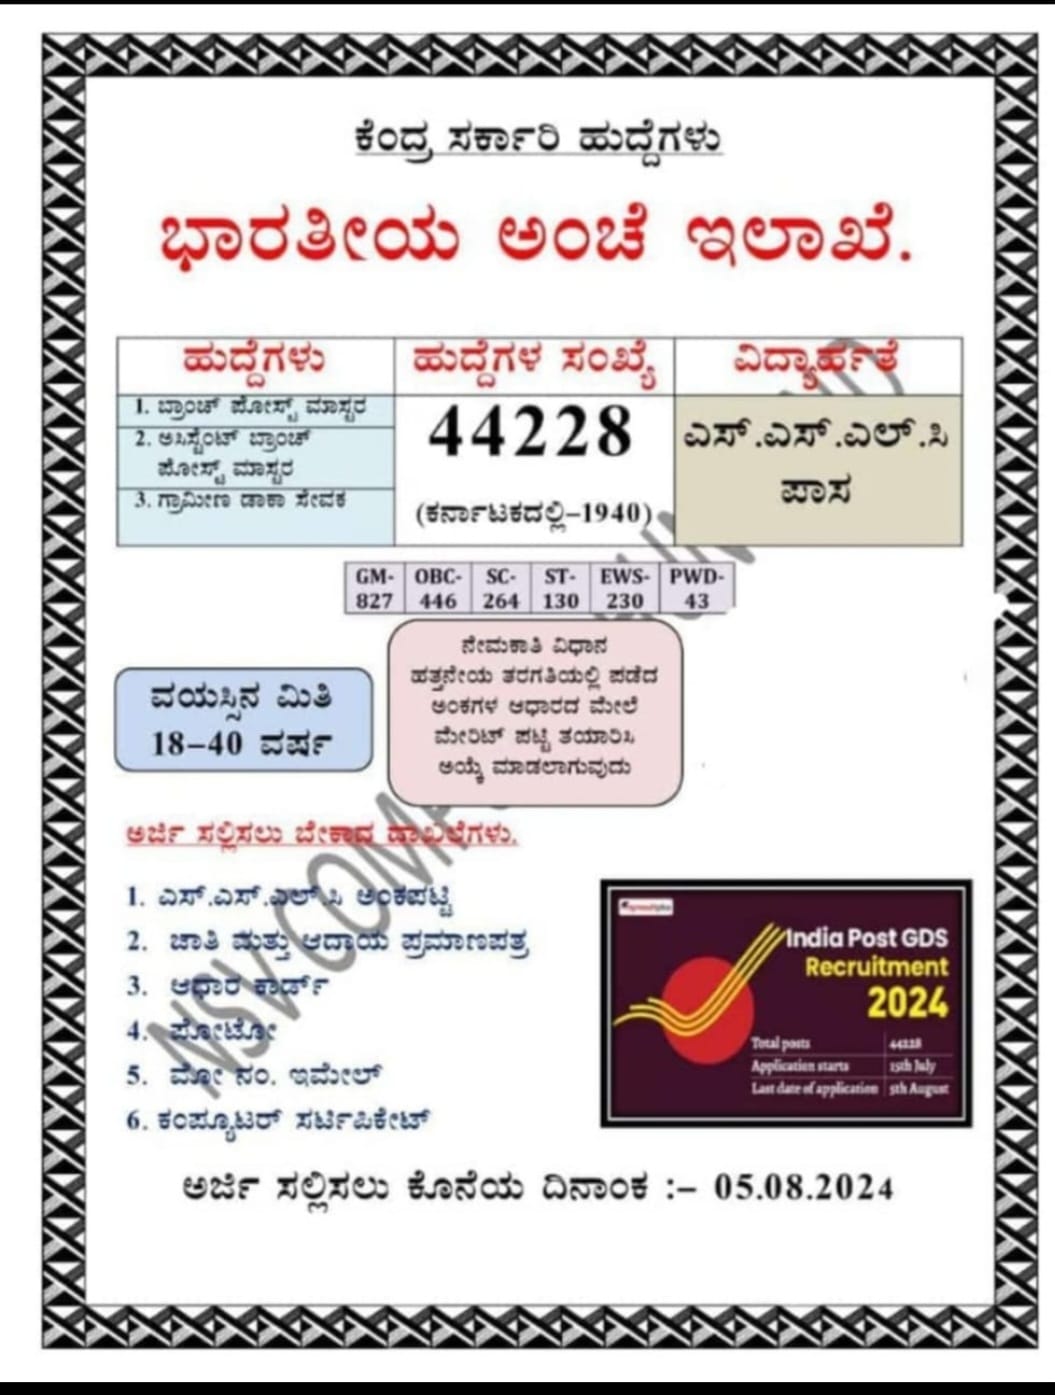 ಕೇಂದ್ರ ಸರ್ಕಾರಿ ಹುದ್ದೆಗಳು
ಭಾರತೀಯ ಅಂಚೆ ಇಲಾಖೆ.
ಹುದ್ದೆಗಳು
ಹುದ್ದೆಗಳ ಸಂಖ್ಯೆ
ವಿದ್ಯಾರ್ಹತೆ
1. ಬ್ರಾಂಚ್ ಪೋಸ್ಟ್ ಮಾಸ್ಟರ
2. ಅಸಿಸ್ಟೆಂಟ್ ಬ್ರಾಂಚ್
ಪೋಸ್ಟ್ ಮಾಸ್ಟರ
3. ಗ್ರಾಮೀಣ ಡಾಕಾ ಸೇವಕ
44228
(ಕರ್ನಾಟಕದಲ್ಲಿ–1940)
ಎಸ್.ಎಸ್.ಎಲ್.ಸಿ
ಪಾಸ
GM- OBC- SC- ST- EWS- PWD-
827 446 264 130 230 43
ನೇಮಕಾತಿ ವಿಧಾನ
ಹತ್ತನೇಯ ತರಗತಿಯಲ್ಲಿ ಪಡೆದ
ಅಂಕಗಳ ಆಧಾರದ ಮೇಲೆ
ಮೇರಿಟ್ ಪಟ್ಟಿ ತಯಾರಿಸಿ
ಆಯ್ಕೆ ಮಾಡಲಾಗುವುದು
ವಯಸ್ಸಿನ ಮಿತಿ
18–40 ವರ್ಷ
ಅರ್ಜಿ ಸಲ್ಲಿಸಲು ಬೇಕಾದ ದಾಖಲೆಗಳು.
1. ಎಸ್.ಎಸ್.ಎಲ್.ಸಿ ಅಂಕಪಟ್ಟಿ
2. ಜಾತಿ ಮತ್ತು ಆದಾಯ ಪ್ರಮಾಣಪತ್ರ
3. ಆಧಾರ ಕಾರ್ಡ್
4. ಪೋಟೋ
5. ಮೋ ನಂ. ಇಮೇಲ್
6. ಕಂಪ್ಯೂಟರ್ ಸರ್ಟಿಪಿಕೇಟ್
India Post GDS
Recruitment
2024
Total posts 44228
Application starts 15th July
Last date of application 5th August
ಅರ್ಜಿ ಸಲ್ಲಿಸಲು ಕೊನೆಯ ದಿನಾಂಕ :– 05.08.2024